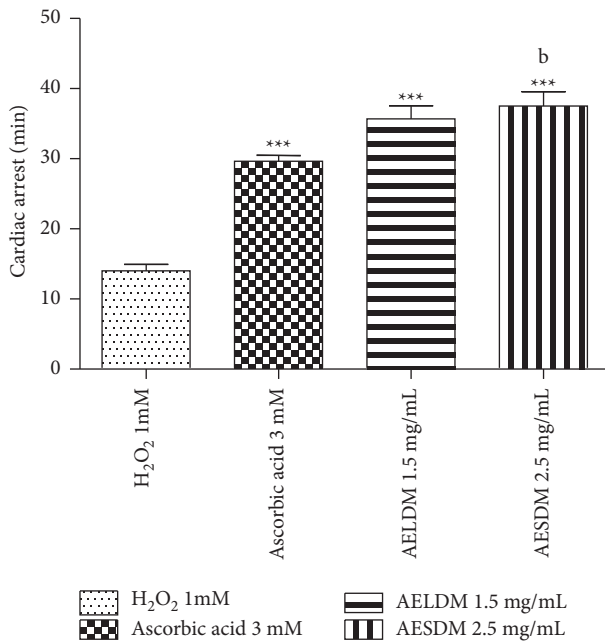 50
40
30
20
10
0
Cardiac arrest (min)
***
***
b
***
H₂O₂ 1mM
Ascorbic acid 3 mM
AELDM 1.5 mg/mL
AESDM 2.5 mg/mL
H₂O₂ 1mM
Ascorbic acid 3 mM
AELDM 1.5 mg/mL
AESDM 2.5 mg/mL